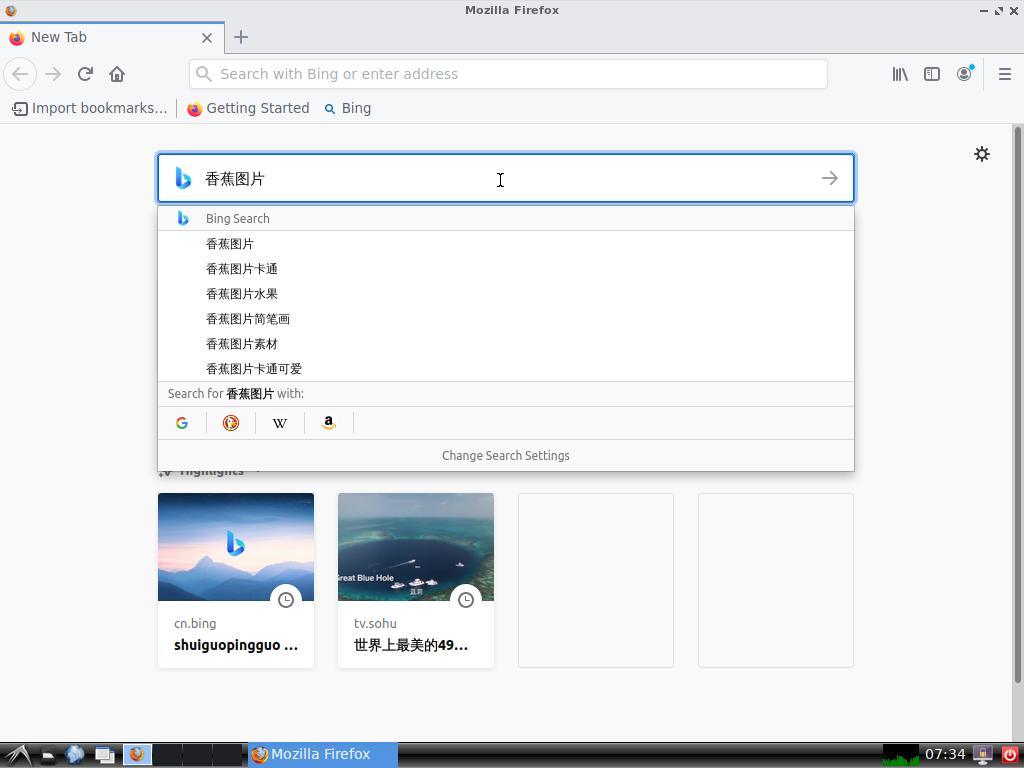 Mozilla Firefox
New Tab
Search with Bing or enter address
Import bookmarks...
Getting Started
Bing
香蕉图片
Bing Search
香蕉图片
香蕉图片卡通
香蕉图片水果
香蕉图片简笔画
香蕉图片素材
香蕉图片卡通可爱
Search for 香蕉图片 with:
Change Search Settings
Highlights
Great Blue Hole
蓝洞
cn.bing
shuiguopingguo ...
tv.sohu
世界上最美的49...
Mozilla Firefox
07:34